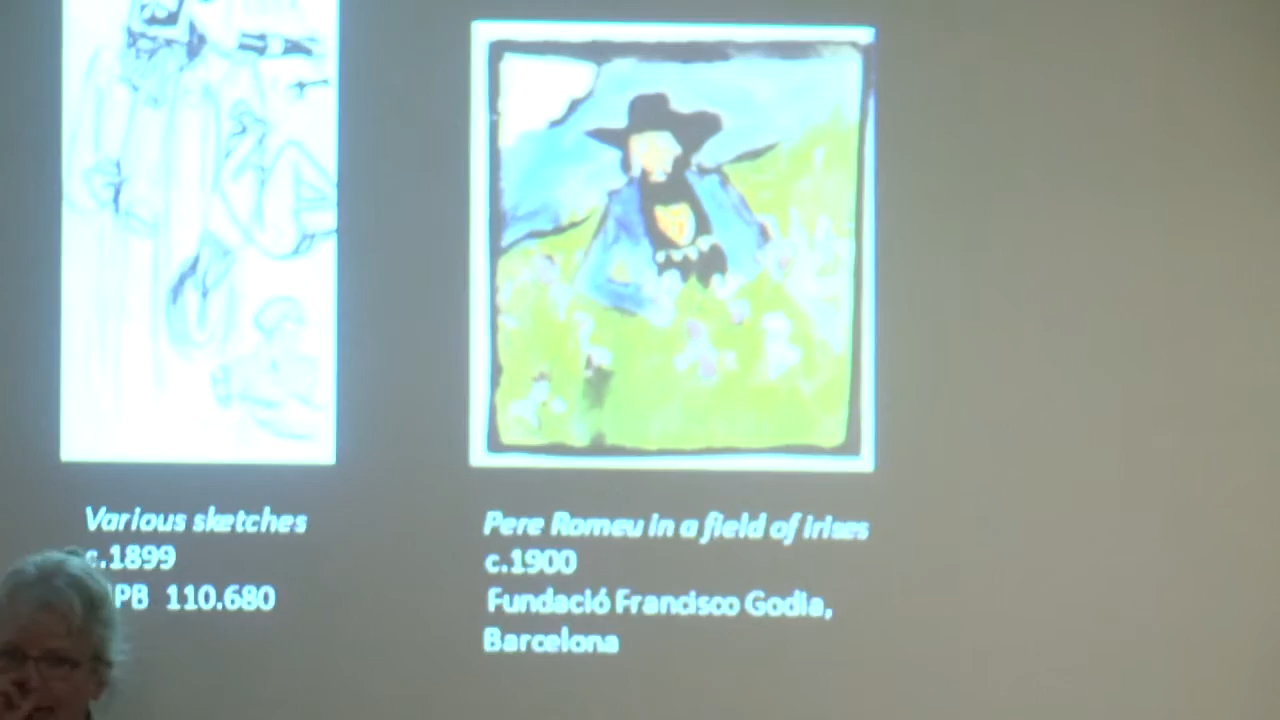 Various sketches
c.1899
PB 110.680
Pere Romeu in a field of irises
c.1900
Fundació Francisco Godia,
Barcelona